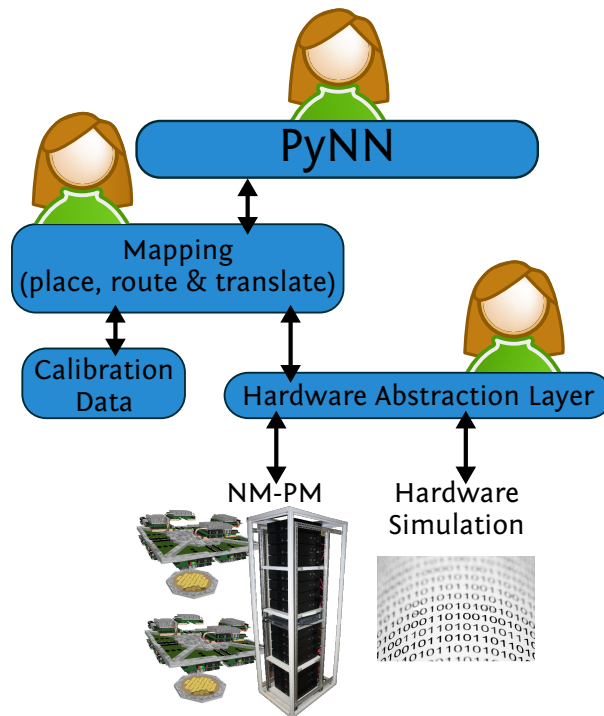 PyNN
Mapping
(place, route & translate)
Calibration
Data
Hardware Abstraction Layer
NM-PM
Hardware
Simulation